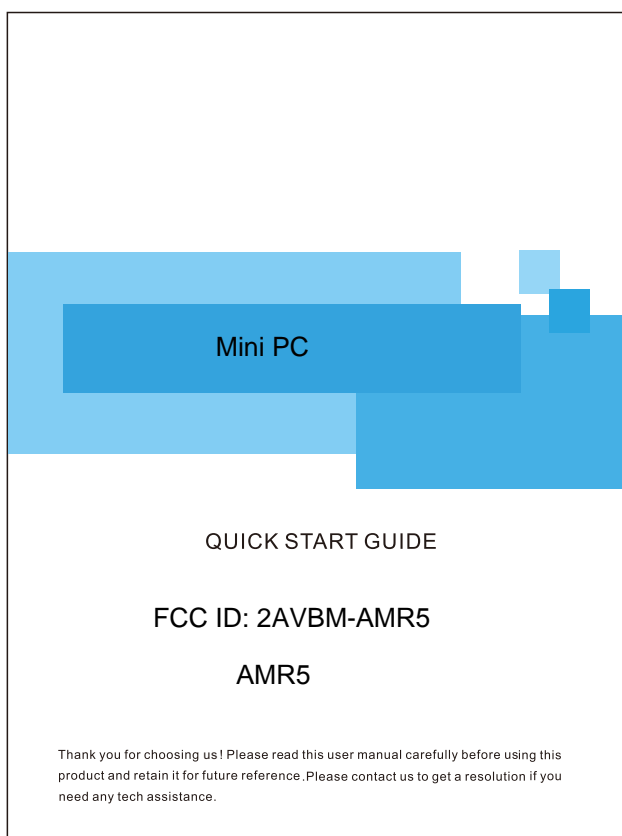 Mini PC
QUICK START GUIDE
FCC ID: 2AVBM-AMR5
AMR5
Thank you for choosing us! Please read this user manual carefully before using this
product and retain it for future reference.Please contact us to get a resolution if you
need any tech assistance.